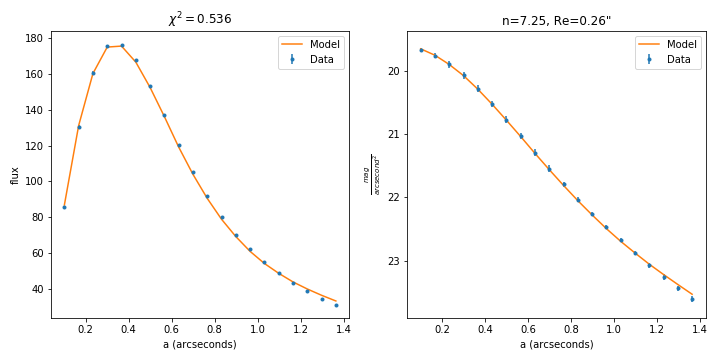 χ² = 0.536
180
160
140
120
100
80
60
40
flux
0.2 0.4 0.6 0.8 1.0 1.2 1.4
a (arcseconds)
Model
Data
n=7.25, Re=0.26"
20
21
22
23
mag
arcsecond²
0.2 0.4 0.6 0.8 1.0 1.2 1.4
a (arcseconds)
Model
Data